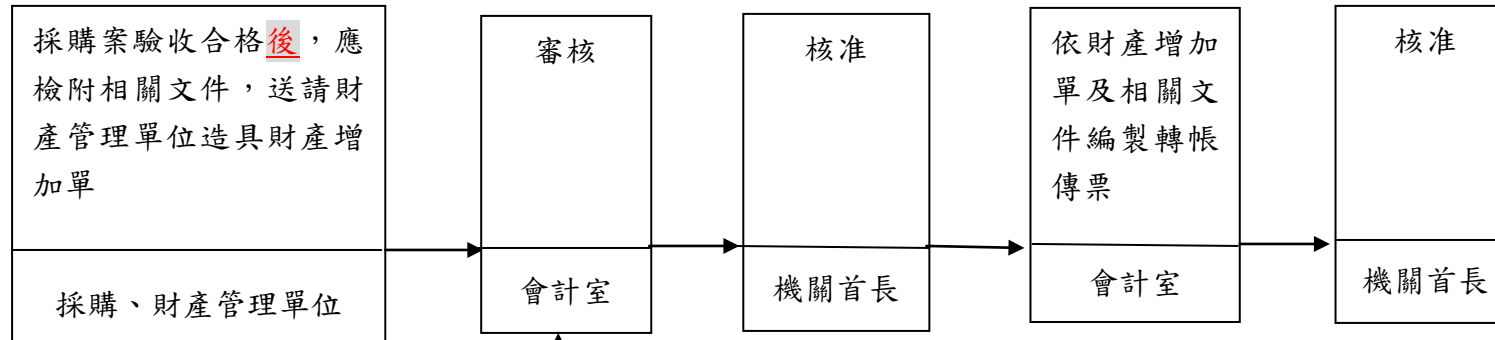 採購案驗收合格後，應
檢附相關文件，送請財
產管理單位造具財產增
加單
採購、財產管理單位
審核
會計室
核准
機關首長
依財產增加
單及相關文
件編製轉帳
傳票
會計室
核准
機關首長